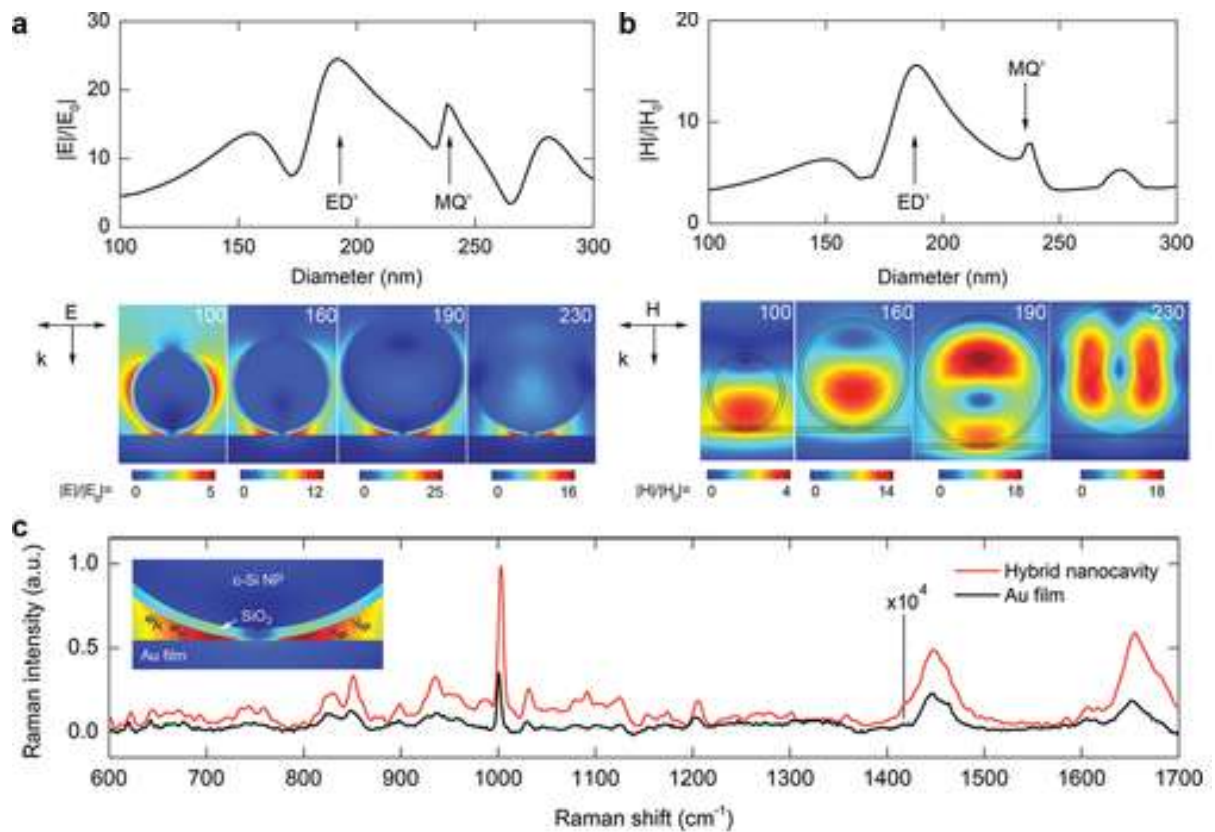 a
30
20
10
0
|E|/|E0|
ED'
MQ'
100 150 200 250 300
Diameter (nm)
b
20
10
0
|H|/|H0|
MQ'
ED'
100 150 200 250 300
Diameter (nm)
E
k
100 160 190 230
|E|/|E0|= 0 5 0 12 0 25 0 16
H
k
100 160 190 230
|H|/|H0|= 0 4 0 14 0 18 0 18
c
Raman intensity (a.u.)
1.0
0.5
0.0
c-Si NP
SiO2
Au film
Hybrid nanocavity
Au film
x10^4
600 700 800 900 1000 1100 1200 1300 1400 1500 1600 1700
Raman shift (cm-1)